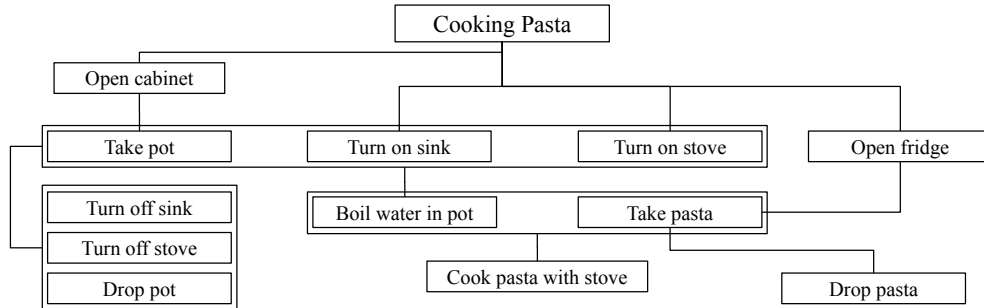 Cooking Pasta
Open cabinet
Take pot
Turn on sink
Turn on stove
Open fridge
Turn off sink
Boil water in pot
Take pasta
Turn off stove
Cook pasta with stove
Drop pot
Drop pasta